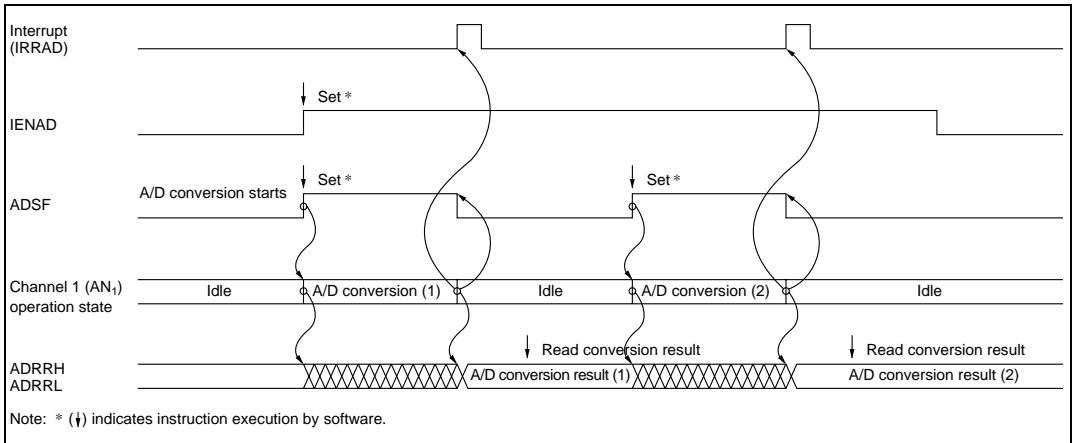 Interrupt
(IRRAD)
Set *
IENAD
Set *
Set *
A/D conversion starts
ADSF
Channel 1 (AN1)
operation state
Idle
A/D conversion (1)
Idle
A/D conversion (2)
Idle
Read conversion result
Read conversion result
ADRRH
ADRRL
A/D conversion result (1)
A/D conversion result (2)
Note: * (↓) indicates instruction execution by software.